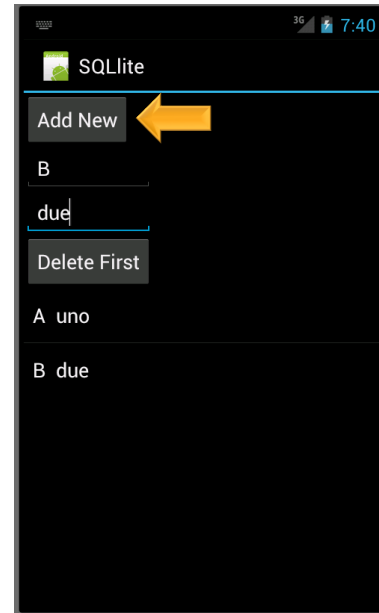 3G 7:40
SQLlite
Add New
B
due
Delete First
A uno
B due